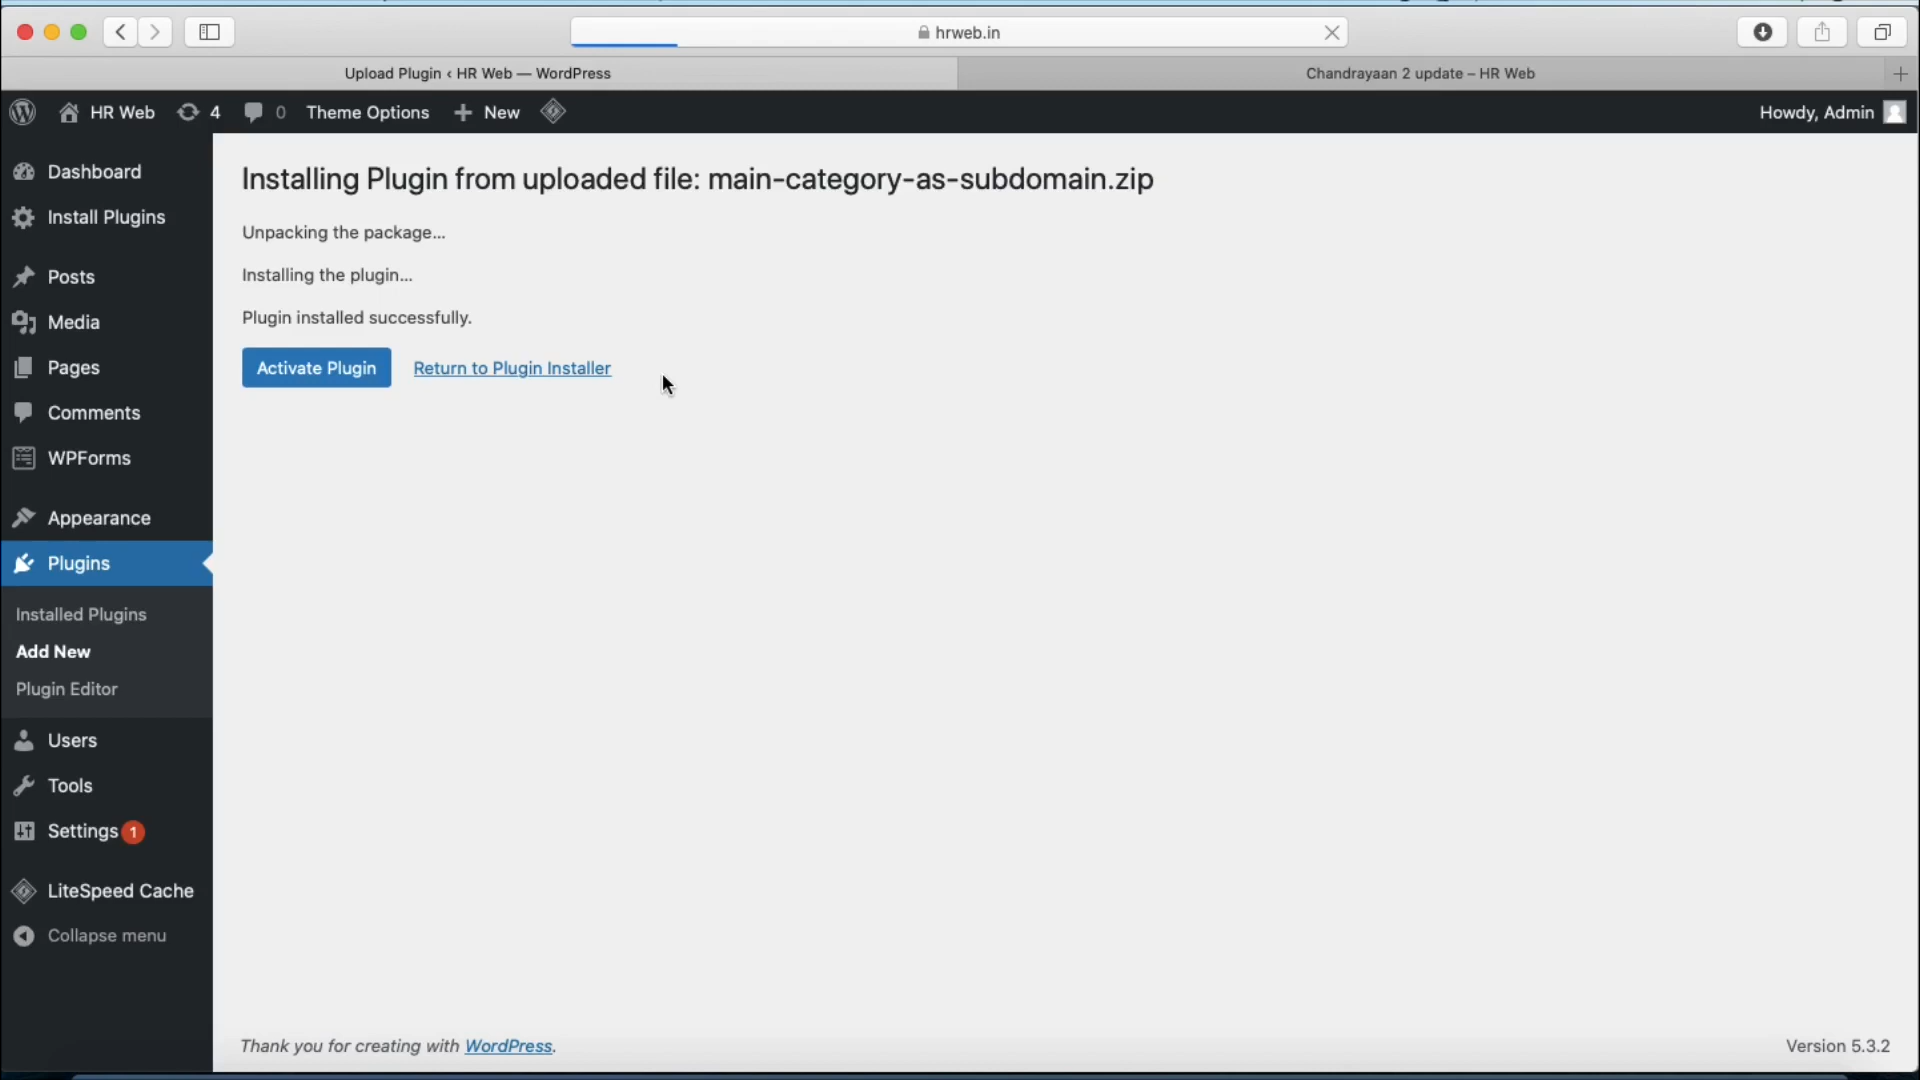 hrweb.in
Upload Plugin ‹ HR Web — WordPress
Chandrayaan 2 update – HR Web
HR Web
4
0
Theme Options
New
Howdy, Admin
Dashboard
Install Plugins
Posts
Media
Pages
Comments
WPForms
Appearance
Plugins
Installed Plugins
Add New
Plugin Editor
Users
Tools
Settings 1
LiteSpeed Cache
Collapse menu
Installing Plugin from uploaded file: main-category-as-subdomain.zip
Unpacking the package...
Installing the plugin...
Plugin installed successfully.
Activate Plugin
Return to Plugin Installer
Thank you for creating with WordPress.
Version 5.3.2